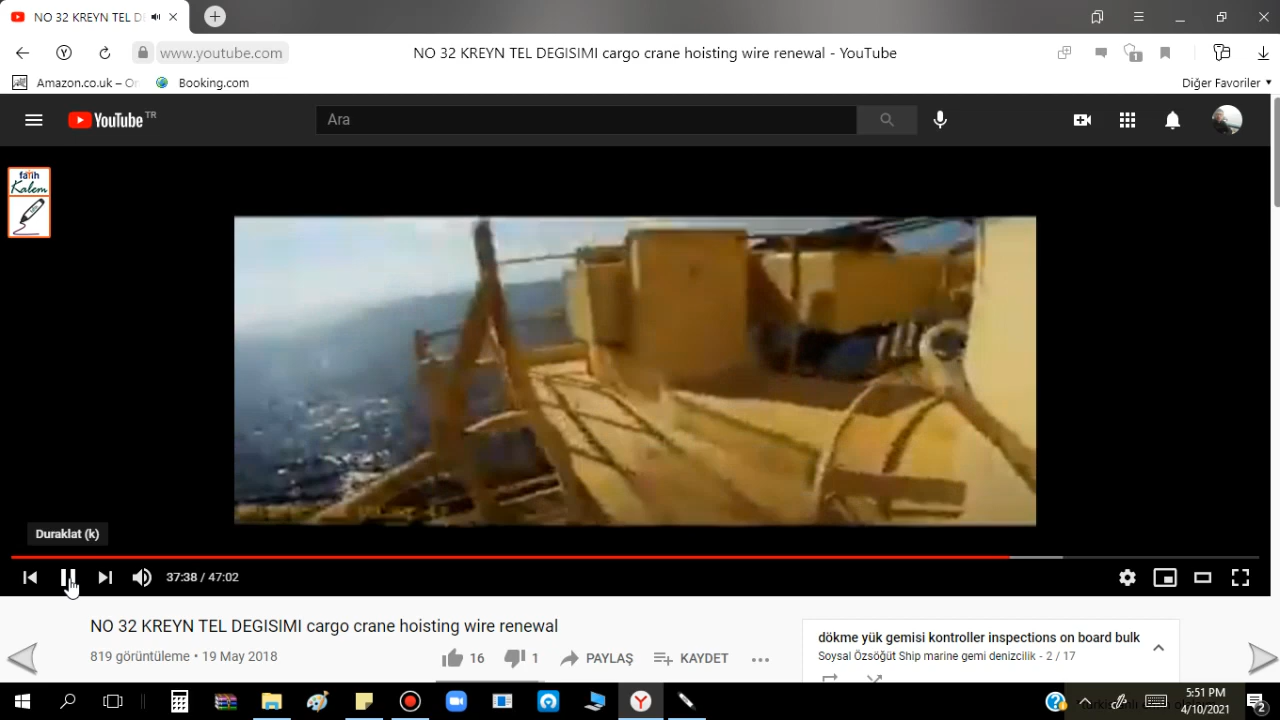 NO 32 KREYN TEL D
www.youtube.com
NO 32 KREYN TEL DEGISIMI cargo crane hoisting wire renewal - YouTube
1
Amazon.co.uk – O
Booking.com
Diğer Favoriler
YouTube TR
Ara
fatih
Kalem
Duraklat (k)
37:38 / 47:02
NO 32 KREYN TEL DEGISIMI cargo crane hoisting wire renewal
819 görüntüleme • 19 May 2018
16
1
PAYLAŞ
KAYDET
dökme yük gemisi kontroller inspections on board bulk
Soysal Özsöğüt Ship marine gemi denizcilik - 2 / 17
5:51 PM
4/10/2021
2